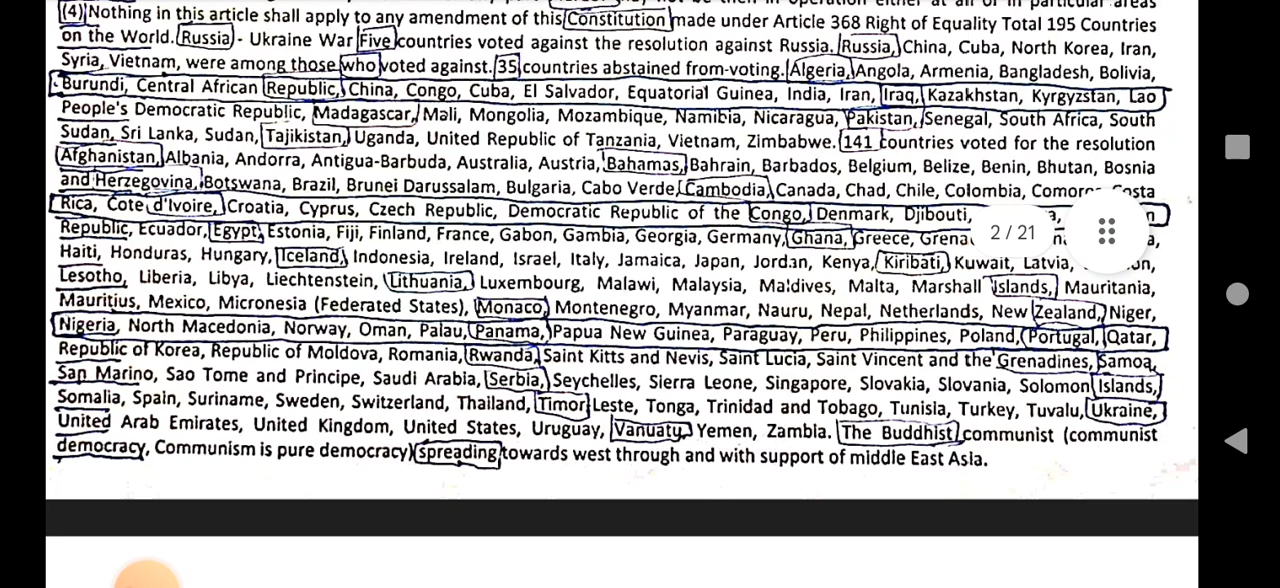 (4)Nothing in this article shall apply to any amendment of this Constitution made under Article 368 Right of Equality Total 195 Countries
on the World. Russia - Ukraine War Five countries voted against the resolution against Russia. Russia, China, Cuba, North Korea, Iran,
Syria, Vietnam, were among those who voted against. 35 countries abstained from-voting. Algeria, Angola, Armenia, Bangladesh, Bolivia,
Burundi, Central African Republic, China, Congo, Cuba, El Salvador, Equatorial Guinea, India, Iran, Iraq, Kazakhstan, Kyrgyzstan, Lao
People's Democratic Republic, Madagascar, Mali, Mongolia, Mozambique, Namibia, Nicaragua, Pakistan, Senegal, South Africa, South
Sudan, Sri Lanka, Sudan, Tajikistan, Uganda, United Republic of Tanzania, Vietnam, Zimbabwe. 141 countries voted for the resolution
Afghanistan, Albania, Andorra, Antigua-Barbuda, Australia, Austria, Bahamas, Bahrain, Barbados, Belgium, Belize, Benin, Bhutan, Bosnia
and Herzegovina, Botswana, Brazil, Brunei Darussalam, Bulgaria, Cabo Verde, Cambodia, Canada, Chad, Chile, Colombia, Costa
Rica, Cote d'Ivoire, Croatia, Cyprus, Czech Republic, Democratic Republic of the Congo, Denmark, Djibouti,
Republic, Ecuador, Egypt, Estonia, Fiji, Finland, France, Gabon, Gambia, Georgia, Germany, Ghana, Greece, 2 / 21
Haiti, Honduras, Hungary, Iceland, Indonesia, Ireland, Israel, Italy, Jamaica, Japan, Jordan, Kenya, Kiribati, Kuwait, Latvia,
Lesotho, Liberia, Libya, Liechtenstein, Lithuania, Luxembourg, Malawi, Malaysia, Maldives, Malta, Marshall Islands, Mauritania,
Mauritius, Mexico, Micronesia (Federated States), Monaco, Montenegro, Myanmar, Nauru, Nepal, Netherlands, New Zealand, Niger,
Nigeria, North Macedonia, Norway, Oman, Palau, Panama, Papua New Guinea, Paraguay, Peru, Philippines, Poland, Portugal, Qatar,
Republic of Korea, Republic of Moldova, Romania, Rwanda, Saint Kitts and Nevis, Saint Lucia, Saint Vincent and the Grenadines, Samoa,
San Marino, Sao Tome and Principe, Saudi Arabia, Serbia, Seychelles, Sierra Leone, Singapore, Slovakia, Slovania, Solomon Islands,
Somalia, Spain, Suriname, Sweden, Switzerland, Thailand, Timor Leste, Tonga, Trinidad and Tobago, Tunisia, Turkey, Tuvalu, Ukraine,
United Arab Emirates, United Kingdom, United States, Uruguay, Vanuatu, Yemen, Zambla. The Buddhist communist (communist
democracy, Communism is pure democracy) spreading towards west through and with support of middle East Asia.